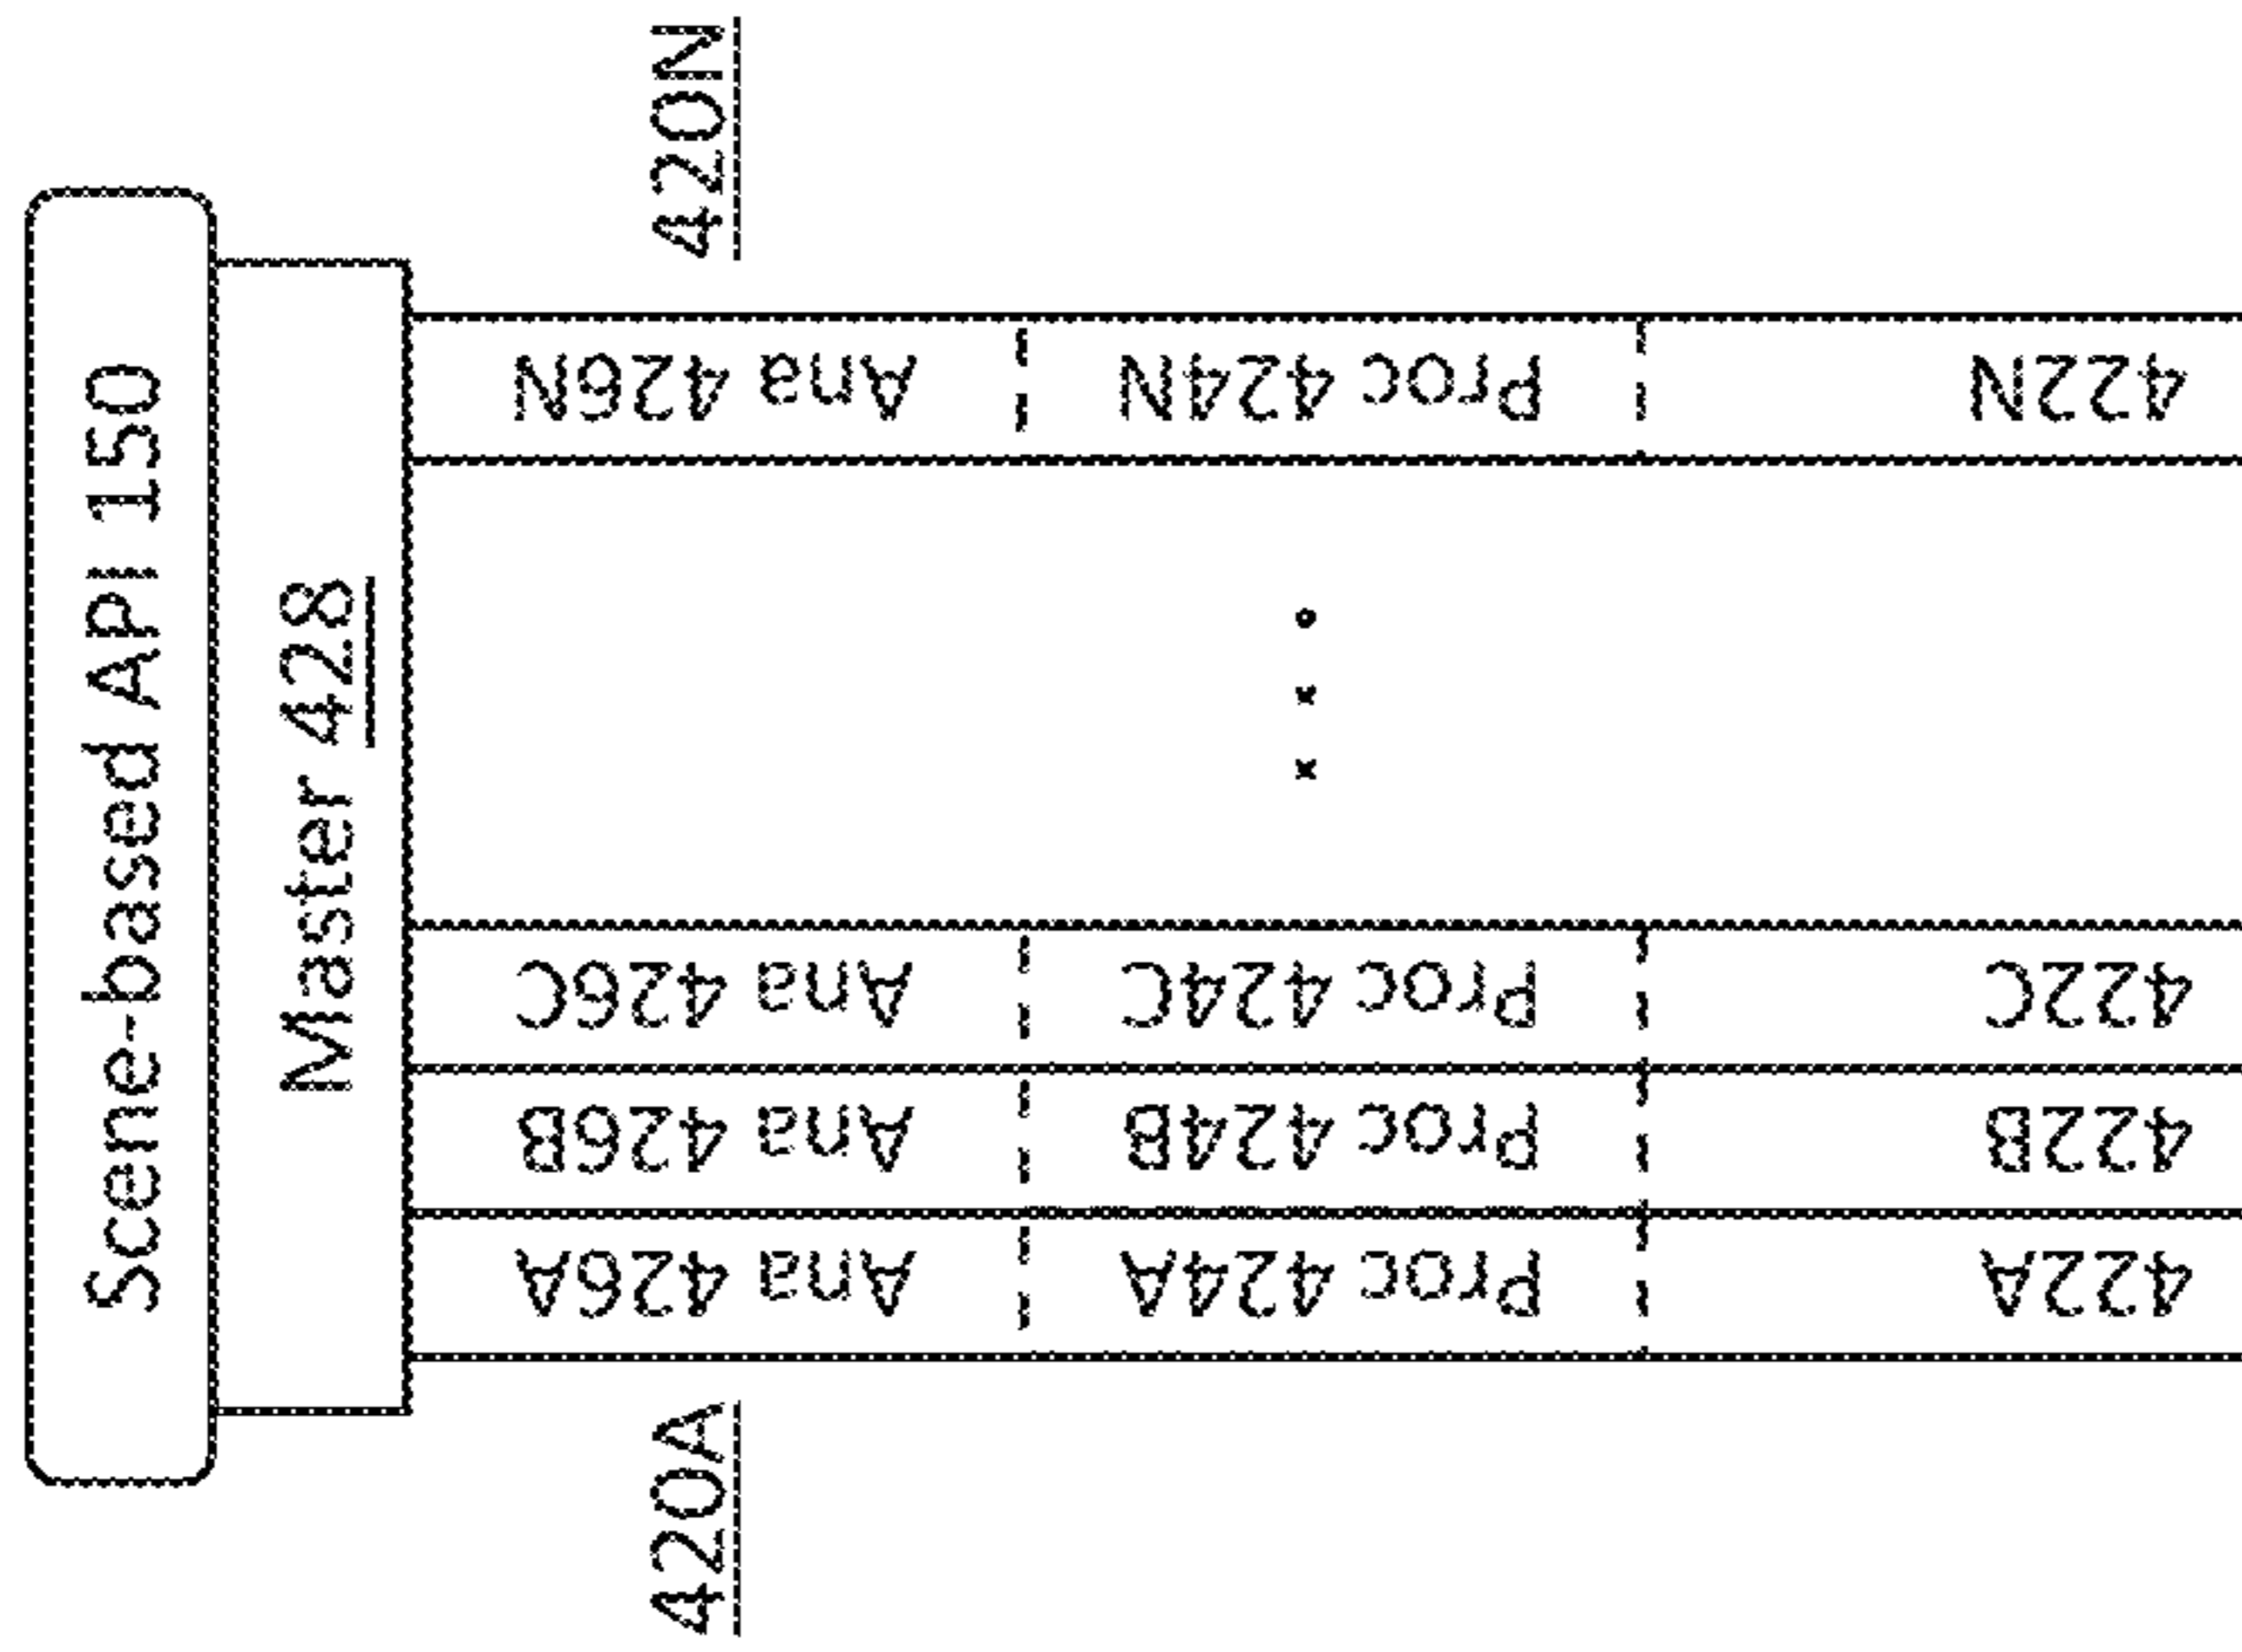 Scene-based API 150
Master 428
420A
420N
Ana 426A
Proc 424A
422A
Ana 426B
Proc 424B
422B
Ana 426C
Proc 424C
422C
Ana 426N
Proc 424N
422N